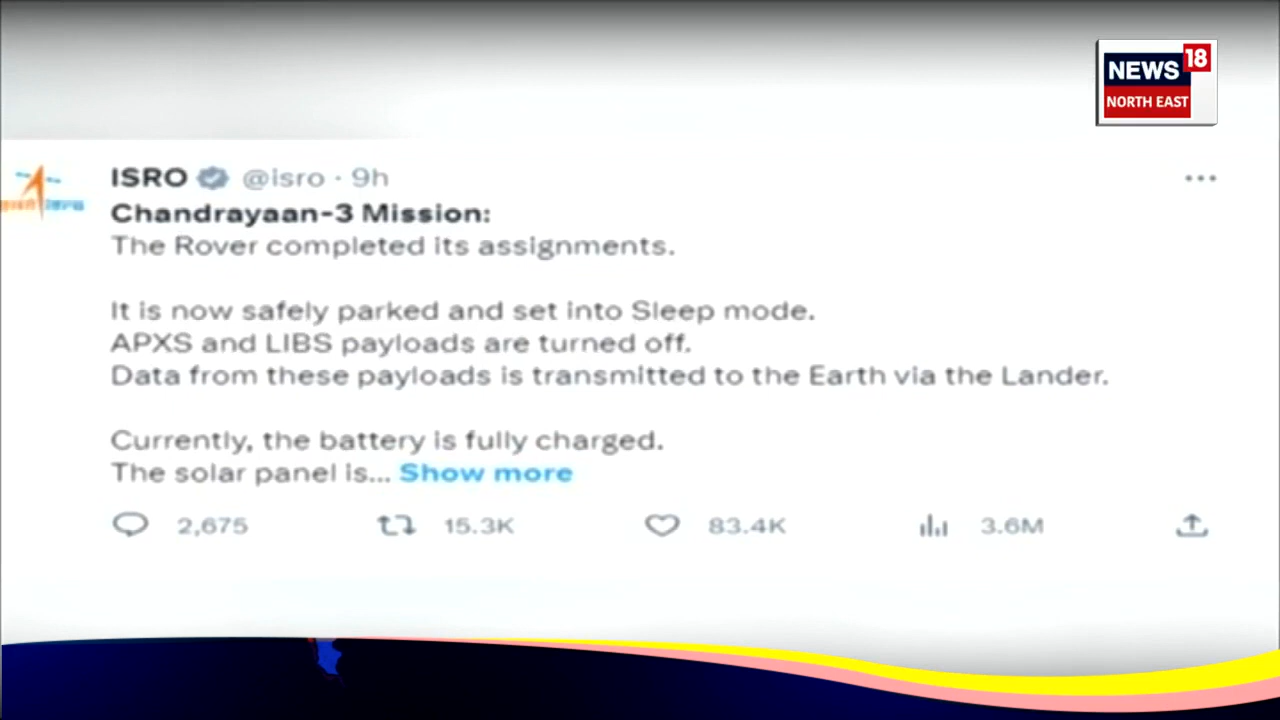 NEWS 18
NORTH EAST
ISRO @isro · 9h
Chandrayaan-3 Mission:
The Rover completed its assignments.
It is now safely parked and set into Sleep mode.
APXS and LIBS payloads are turned off.
Data from these payloads is transmitted to the Earth via the Lander.
Currently, the battery is fully charged.
The solar panel is... Show more
2,675 15.3K 83.4K 3.6M